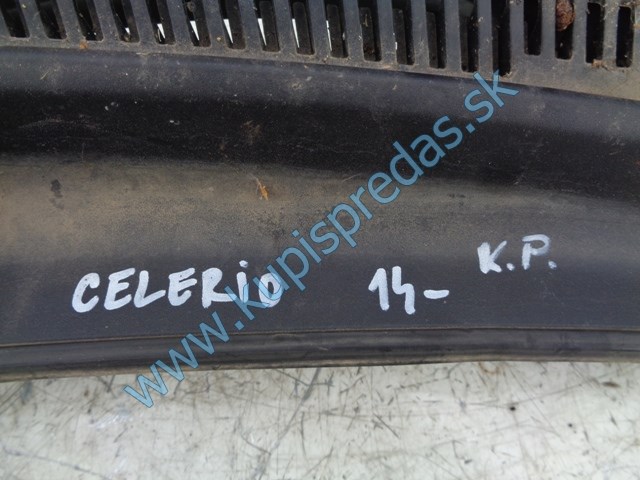 CELERIO 14- K.P.
www.kupispredas.sk